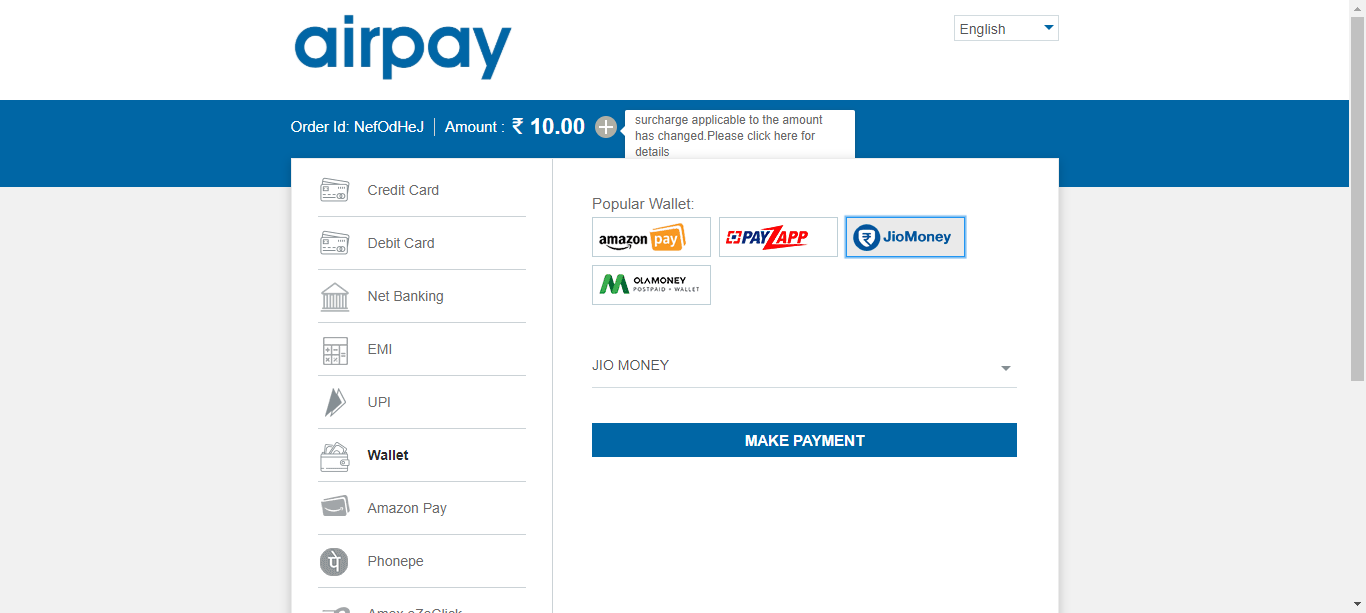 airpay
English
Order Id: NefOdHeJ
Amount : ₹ 10.00
surcharge applicable to the amount
has changed.Please click here for
details
Credit Card
Debit Card
Net Banking
EMI
UPI
Wallet
Amazon Pay
Phonepe
Amex eZeClick
Popular Wallet:
amazon pay
PAYZAPP
JioMoney
OLAMONEY
POSTPAID + WALLET
JIO MONEY
MAKE PAYMENT